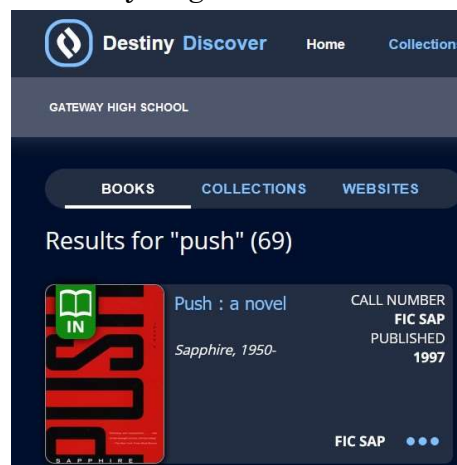 Destiny Discover Home Collection
GATEWAY HIGH SCHOOL
BOOKS COLLECTIONS WEBSITES
Results for "push" (69)
IN
PUSH
SAPPHIRE
Push : a novel
Sapphire, 1950-
CALL NUMBER
FIC SAP
PUBLISHED
1997
FIC SAP